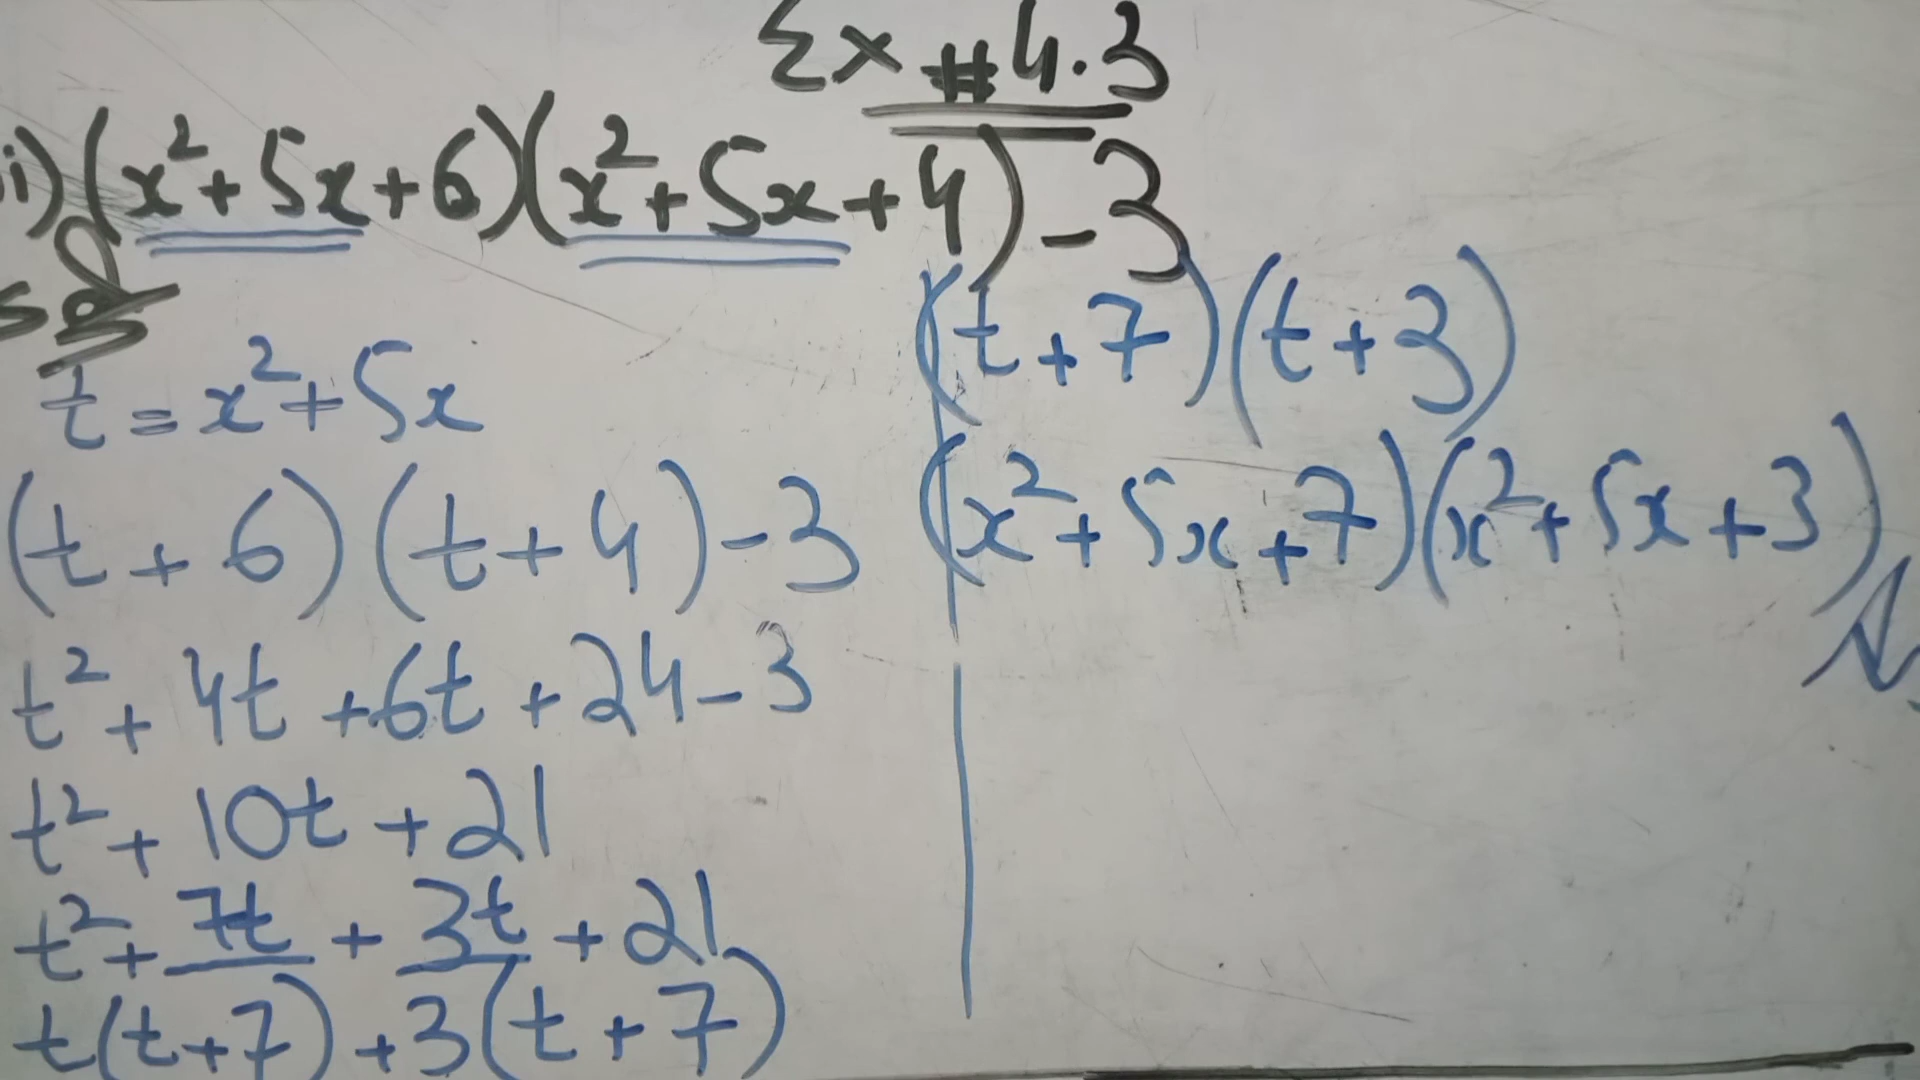 Ex # 4.3
ii) (x²+5x+6)(x²+5x+4)-3
sol
t = x²+5x
(t+6)(t+4)-3
t²+4t+6t+24-3
t²+10t+21
t²+7t+3t+21
t(t+7)+3(t+7)
(t+7)(t+3)
(x²+5x+7)(x²+5x+3)